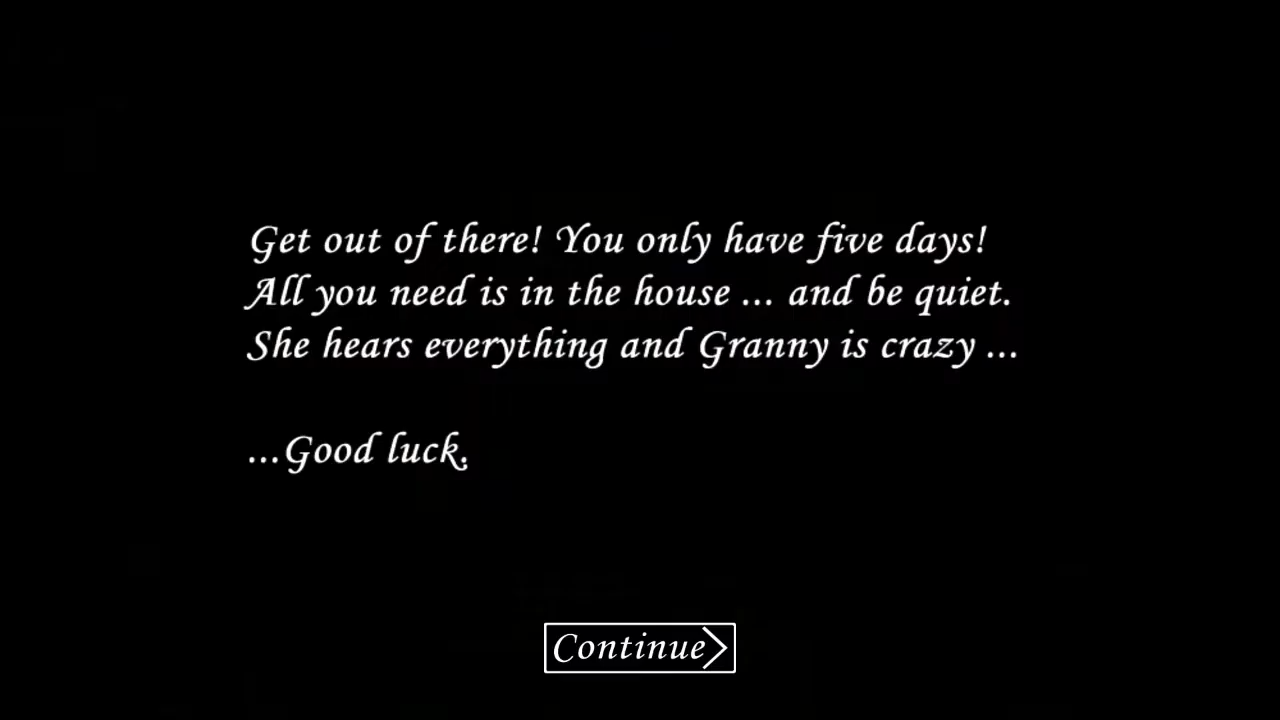 Get out of there! You only have five days!
All you need is in the house ... and be quiet.
She hears everything and Granny is crazy ...
...Good luck.
Continue